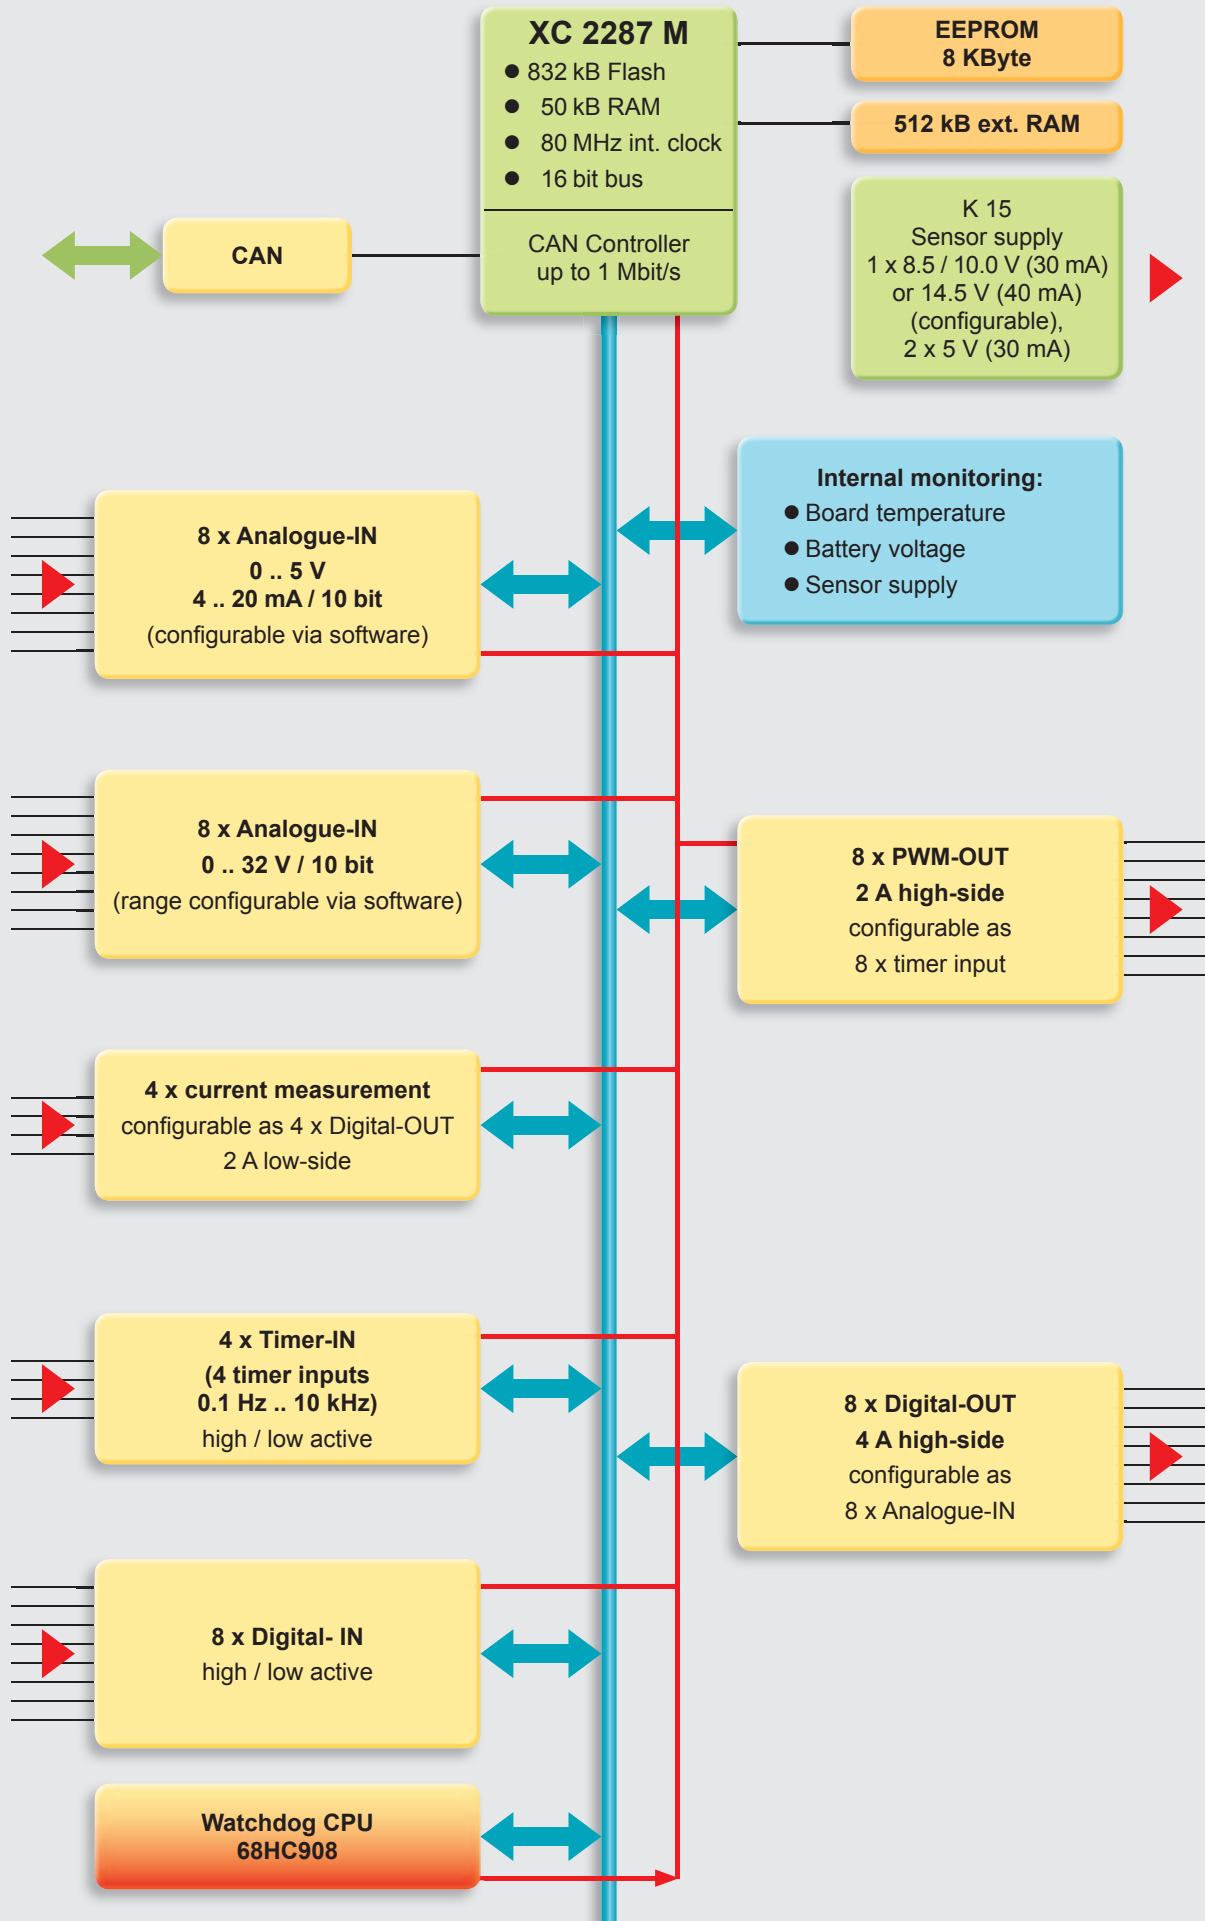 XC 2287 M
● 832 kB Flash
● 50 kB RAM
● 80 MHz int. clock
● 16 bit bus
CAN Controller
up to 1 Mbit/s
EEPROM
8 KByte
512 kB ext. RAM
K 15
Sensor supply
1 x 8.5 / 10.0 V (30 mA)
or 14.5 V (40 mA)
(configurable),
2 x 5 V (30 mA)
CAN
Internal monitoring:
● Board temperature
● Battery voltage
● Sensor supply
8 x Analogue-IN
0 .. 5 V
4 .. 20 mA / 10 bit
(configurable via software)
8 x Analogue-IN
0 .. 32 V / 10 bit
(range configurable via software)
8 x PWM-OUT
2 A high-side
configurable as
8 x timer input
4 x current measurement
configurable as 4 x Digital-OUT
2 A low-side
4 x Timer-IN
(4 timer inputs
0.1 Hz .. 10 kHz)
high / low active
8 x Digital-OUT
4 A high-side
configurable as
8 x Analogue-IN
8 x Digital- IN
high / low active
Watchdog CPU
68HC908